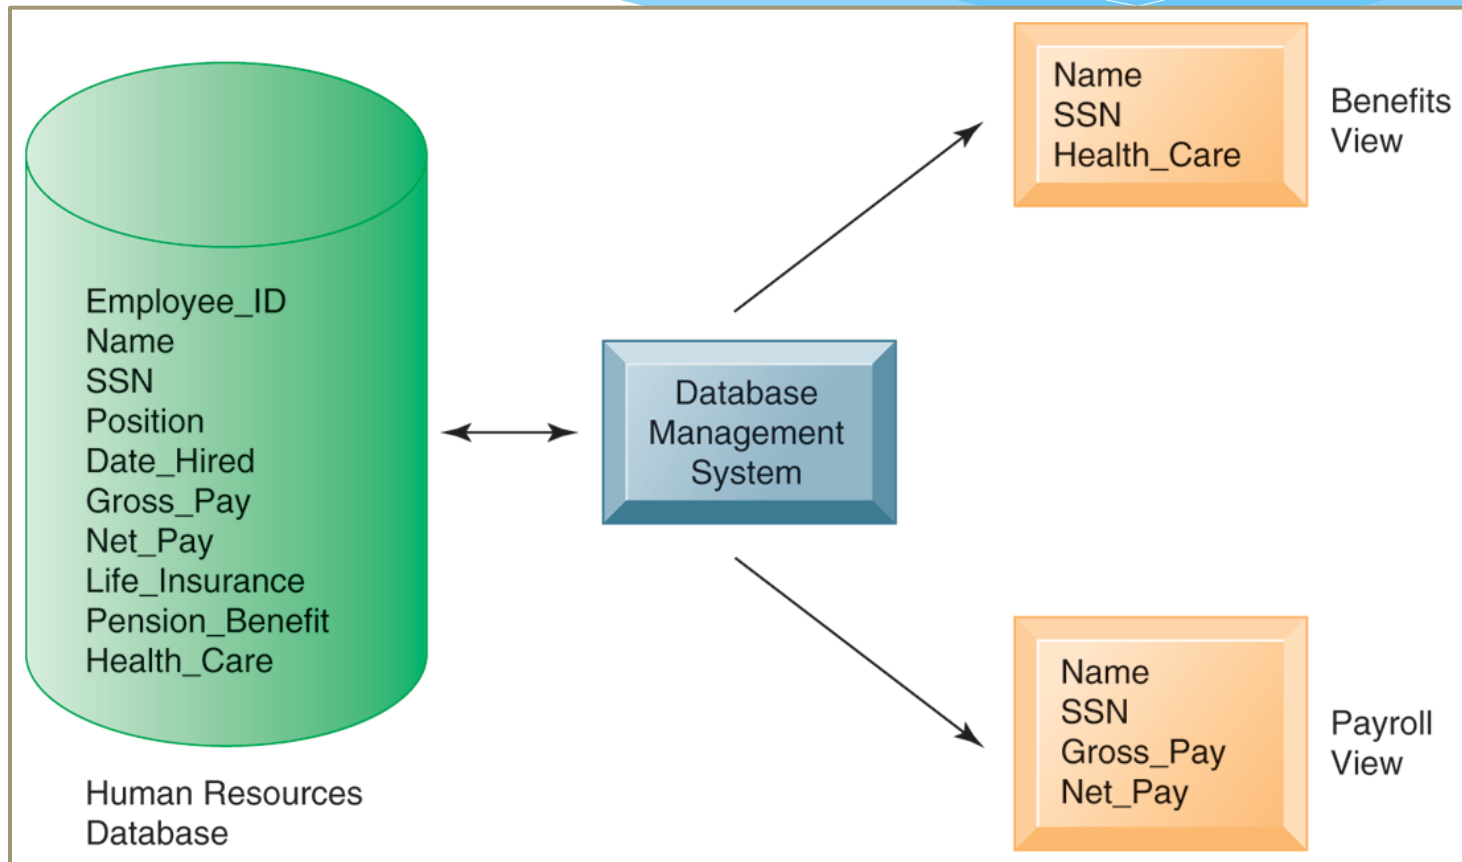 Employee_ID
Name
SSN
Position
Date_Hired
Gross_Pay
Net_Pay
Life_Insurance
Pension_Benefit
Health_Care
Human Resources
Database
Database
Management
System
Name
SSN
Health_Care
Benefits
View
Name
SSN
Gross_Pay
Net_Pay
Payroll
View